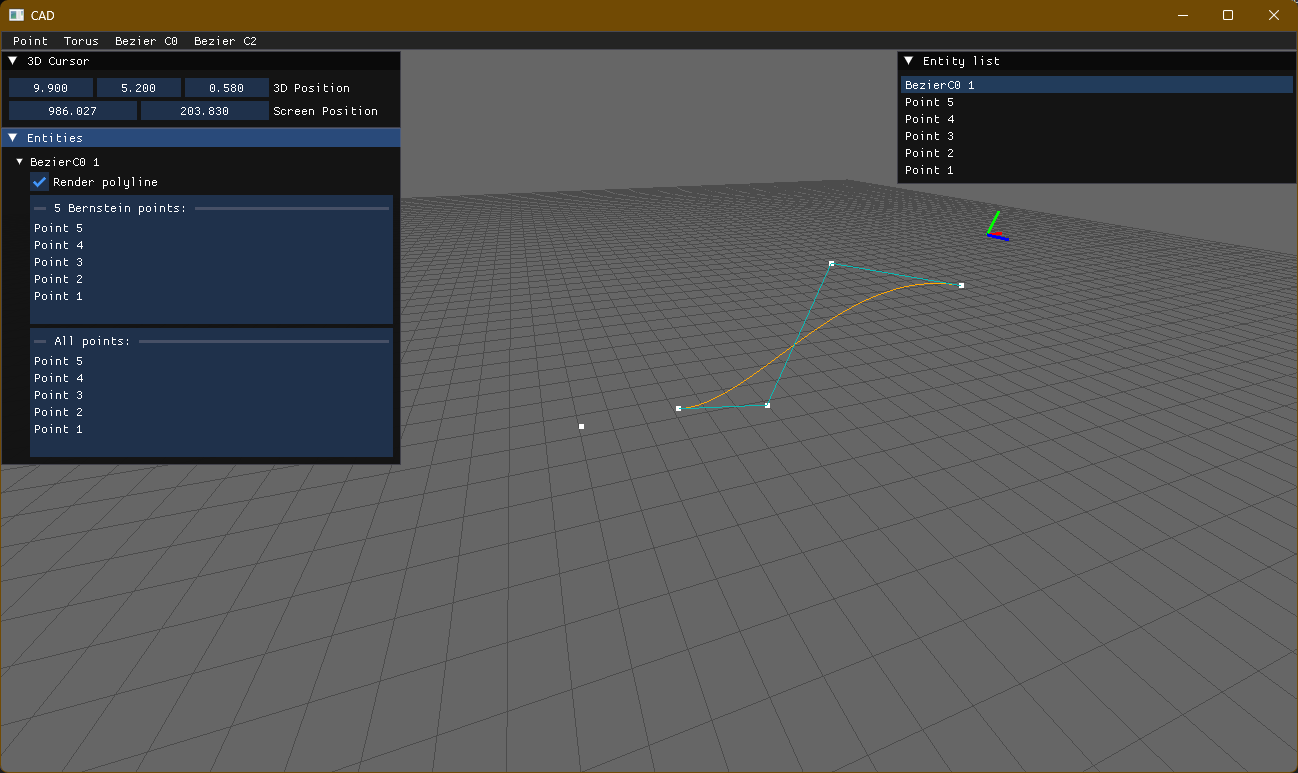 CAD
Point Torus Bezier C0 Bezier C2
3D Cursor
9.900 5.200 0.580 3D Position
986.027 203.830 Screen Position
Entities
BezierC0 1
Render polyline
5 Bernstein points:
Point 5
Point 4
Point 3
Point 2
Point 1
All points:
Point 5
Point 4
Point 3
Point 2
Point 1
Entity list
BezierC0 1
Point 5
Point 4
Point 3
Point 2
Point 1